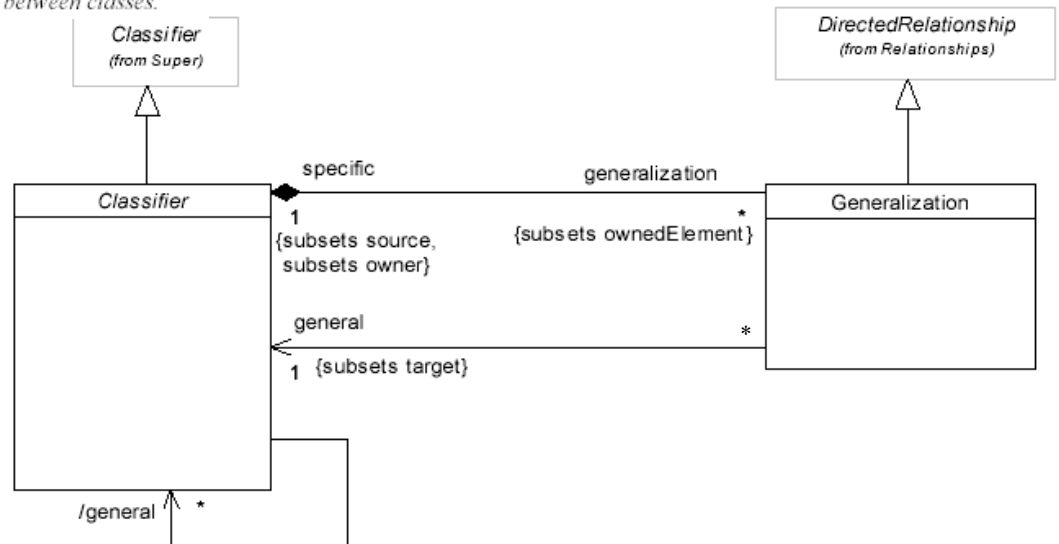 between classes.
Classifier
(from Super)
DirectedRelationship
(from Relationships)
specific
generalization
Classifier
Generalization
1
*
{subsets source,
subsets owner}
{subsets ownedElement}
general
*
1
{subsets target}
/general
*